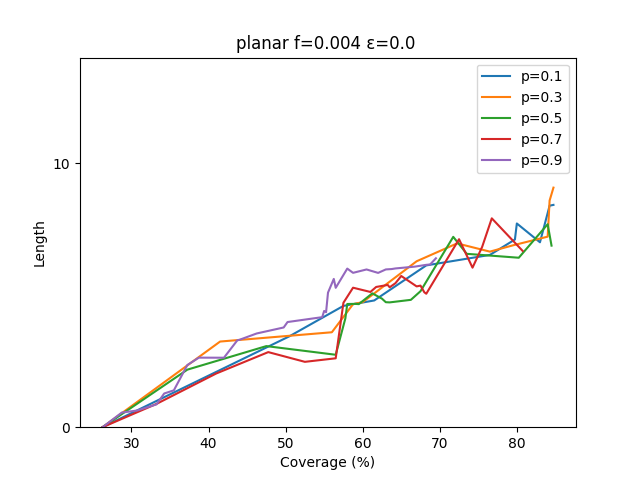 planar f=0.004 ε=0.0
p=0.1
p=0.3
p=0.5
p=0.7
p=0.9
10
0
Length
30 40 50 60 70 80
Coverage (%)